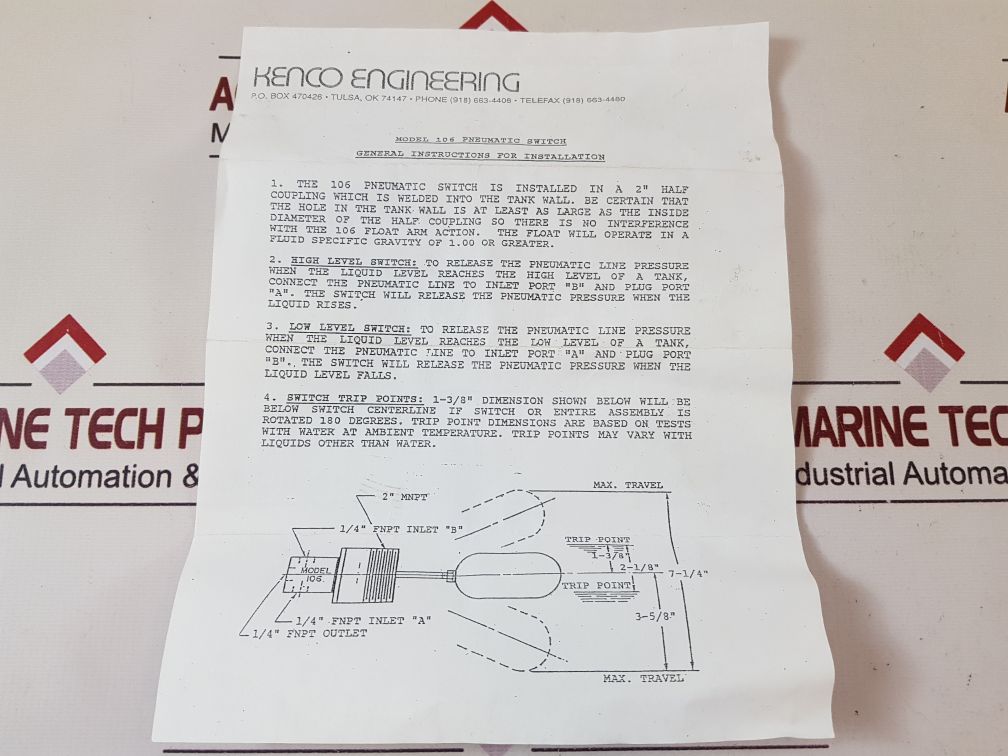 KENCO ENGINEERING
P.O. BOX 470426 • TULSA, OK 74147 • PHONE (918) 663-4406 • TELEFAX (918) 663-4480
MODEL 106 PNEUMATIC SWITCH
GENERAL INSTRUCTIONS FOR INSTALLATION
1. THE 106 PNEUMATIC SWITCH IS INSTALLED IN A 2" HALF
COUPLING WHICH IS WELDED INTO THE TANK WALL. BE CERTAIN THAT
THE HOLE IN THE TANK WALL IS AT LEAST AS LARGE AS THE INSIDE
DIAMETER OF THE HALF COUPLING SO THERE IS NO INTERFERENCE
WITH THE 106 FLOAT ARM ACTION. THE FLOAT WILL OPERATE IN A
FLUID SPECIFIC GRAVITY OF 1.00 OR GREATER.
2. HIGH LEVEL SWITCH: TO RELEASE THE PNEUMATIC LINE PRESSURE
WHEN THE LIQUID LEVEL REACHES THE HIGH LEVEL OF A TANK,
CONNECT THE PNEUMATIC LINE TO INLET PORT "B" AND PLUG PORT
"A". THE SWITCH WILL RELEASE THE PNEUMATIC PRESSURE WHEN THE
LIQUID RISES.
3. LOW LEVEL SWITCH: TO RELEASE THE PNEUMATIC LINE PRESSURE
WHEN THE LIQUID LEVEL REACHES THE LOW LEVEL OF A TANK,
CONNECT THE PNEUMATIC LINE TO INLET PORT "A" AND PLUG PORT
"B". THE SWITCH WILL RELEASE THE PNEUMATIC PRESSURE WHEN THE
LIQUID LEVEL FALLS.
4. SWITCH TRIP POINTS: 1-3/8" DIMENSION SHOWN BELOW WILL BE
BELOW SWITCH CENTERLINE IF SWITCH OR ENTIRE ASSEMBLY IS
ROTATED 180 DEGREES. TRIP POINT DIMENSIONS ARE BASED ON TESTS
WITH WATER AT AMBIENT TEMPERATURE. TRIP POINTS MAY VARY WITH
LIQUIDS OTHER THAN WATER.
MAX. TRAVEL
2" MNPT
1/4" FNPT INLET "B"
TRIP POINT
1-3/8"
2-1/8"
7-1/4"
MODEL
106
TRIP POINT
3-5/8"
1/4" FNPT INLET "A"
1/4" FNPT OUTLET
MAX. TRAVEL
A
M
NE TECH P
l Automation &
MARINE TEC
dustrial Automa